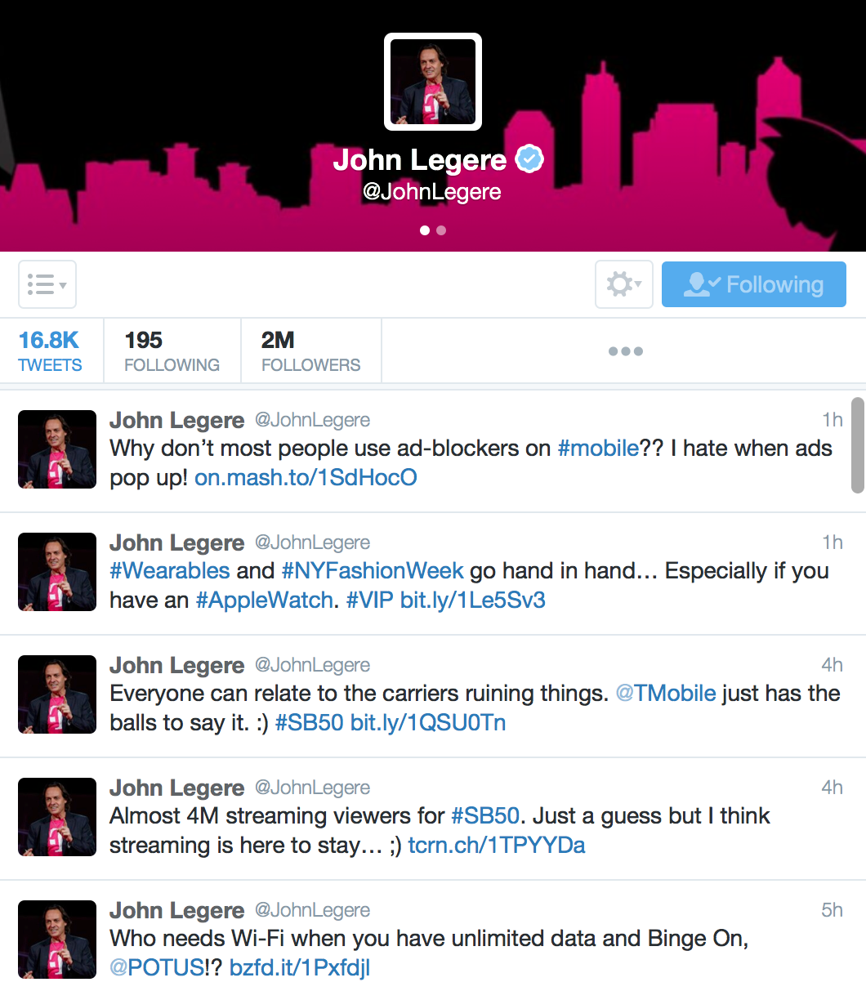 John Legere
@JohnLegere
Following
16.8K
TWEETS
195
FOLLOWING
2M
FOLLOWERS
John Legere @JohnLegere 1h
Why don’t most people use ad-blockers on #mobile?? I hate when ads
pop up! on.mash.to/1SdHocO
John Legere @JohnLegere 1h
#Wearables and #NYFashionWeek go hand in hand… Especially if you
have an #AppleWatch. #VIP bit.ly/1Le5Sv3
John Legere @JohnLegere 4h
Everyone can relate to the carriers ruining things. @TMobile just has the
balls to say it. :) #SB50 bit.ly/1QSU0Tn
John Legere @JohnLegere 4h
Almost 4M streaming viewers for #SB50. Just a guess but I think
streaming is here to stay… ;) tcrn.ch/1TPYYDa
John Legere @JohnLegere 5h
Who needs Wi-Fi when you have unlimited data and Binge On,
@POTUS!? bzfd.it/1Pxfdjl